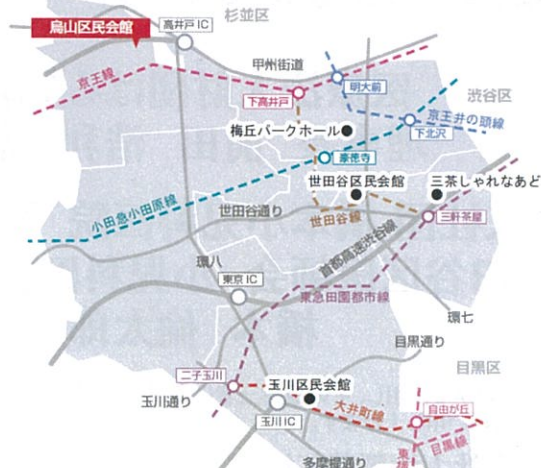 杉並区
烏山区民会館
高井戸IC
甲州街道
京王線
明大前
下高井戸
渋谷区
京王井の頭線
下北沢
梅丘パークホール
豪徳寺
世田谷区民会館
三茶しゃれなあど
小田急小田原線
世田谷通り
世田谷線
三軒茶屋
首都高速渋谷線
環八
東京IC
東急田園都市線
環七
目黒通り
目黒区
二子玉川
玉川区民会館
玉川通り
大井町線
自由が丘
玉川IC
目黒線
多摩堤通り
東横